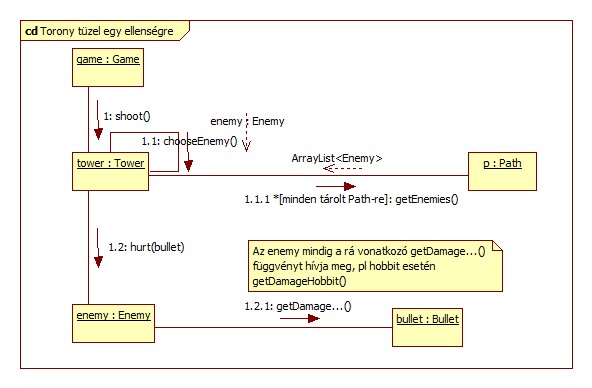 cd Torony tüzel egy ellenségre
game : Game
1: shoot()
enemy : Enemy
1.1: chooseEnemy()
ArrayList<Enemy>
tower : Tower
p : Path
1.1.1 *[minden tárolt Path-re]: getEnemies()
1.2: hurt(bullet)
Az enemy mindig a rá vonatkozó getDamage...()
függvényt hívja meg, pl hobbit esetén
getDamageHobbit()
1.2.1: getDamage...()
enemy : Enemy
bullet : Bullet